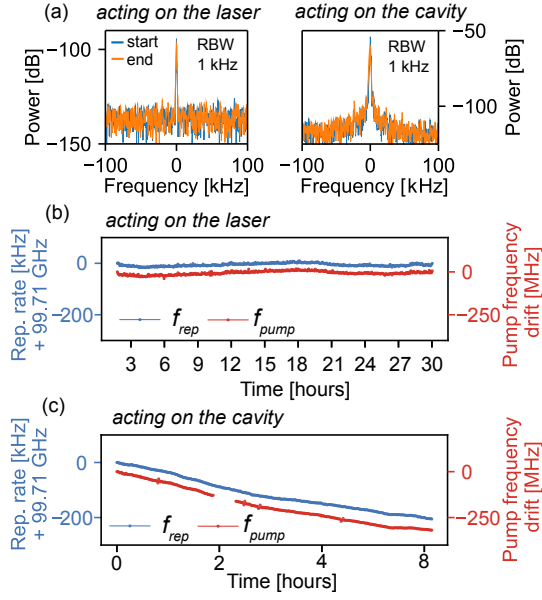 (a) acting on the laser acting on the cavity
start
end
RBW
1 kHz
RBW
1 kHz
Power [dB]
−100
−150
−50
−100
Power [dB]
−100 0 100
−100 0 100
Frequency [kHz]
Frequency [kHz]
(b) acting on the laser
Rep. rate [kHz]
+ 99.71 GHz
0
−200
0
−250
Pump frequency
drift [MHz]
f_rep f_pump
3 6 9 12 15 18 21 24 27 30
Time [hours]
(c) acting on the cavity
Rep. rate [kHz]
+ 99.71 GHz
0
−100
−200
0
−250
Pump frequency
drift [MHz]
f_rep f_pump
0 2 4 6 8
Time [hours]